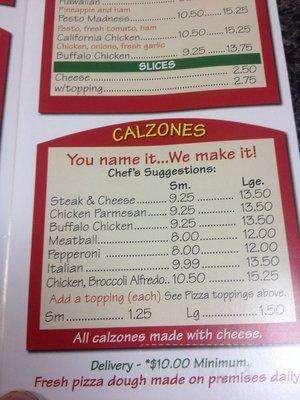 Hawaiian
Pineapple and ham
Pesto Madness........ 10.50 ..... 15.25
Pesto, fresh tomato, ham
California Chicken........ 10.50 ..... 15.25
Chicken, onions, fresh garlic
Buffalo Chicken........ 9.25 ..... 13.75
SLICES
Cheese........ 2.50
w/topping........ 2.75
CALZONES
You name it...We make it!
Chef's Suggestions:
Sm. Lge.
Steak & Cheese........ 9.25 ........ 13.50
Chicken Parmesan..... 9.25 ........ 13.50
Buffalo Chicken........ 9.25 ........ 13.50
Meatball........ 8.00 ........ 12.00
Pepperoni ........ 8.00 ........ 12.00
Italian ........ 9.99 ........ 13.50
Chicken, Broccoli Alfredo.. 10.50 ........ 15.25
Add a topping (each) See Pizza toppings above.
Sm........ 1.25 Lg ........ 1.50
All calzones made with cheese.
Delivery - *$10.00 Minimum.
Fresh pizza dough made on premises daily